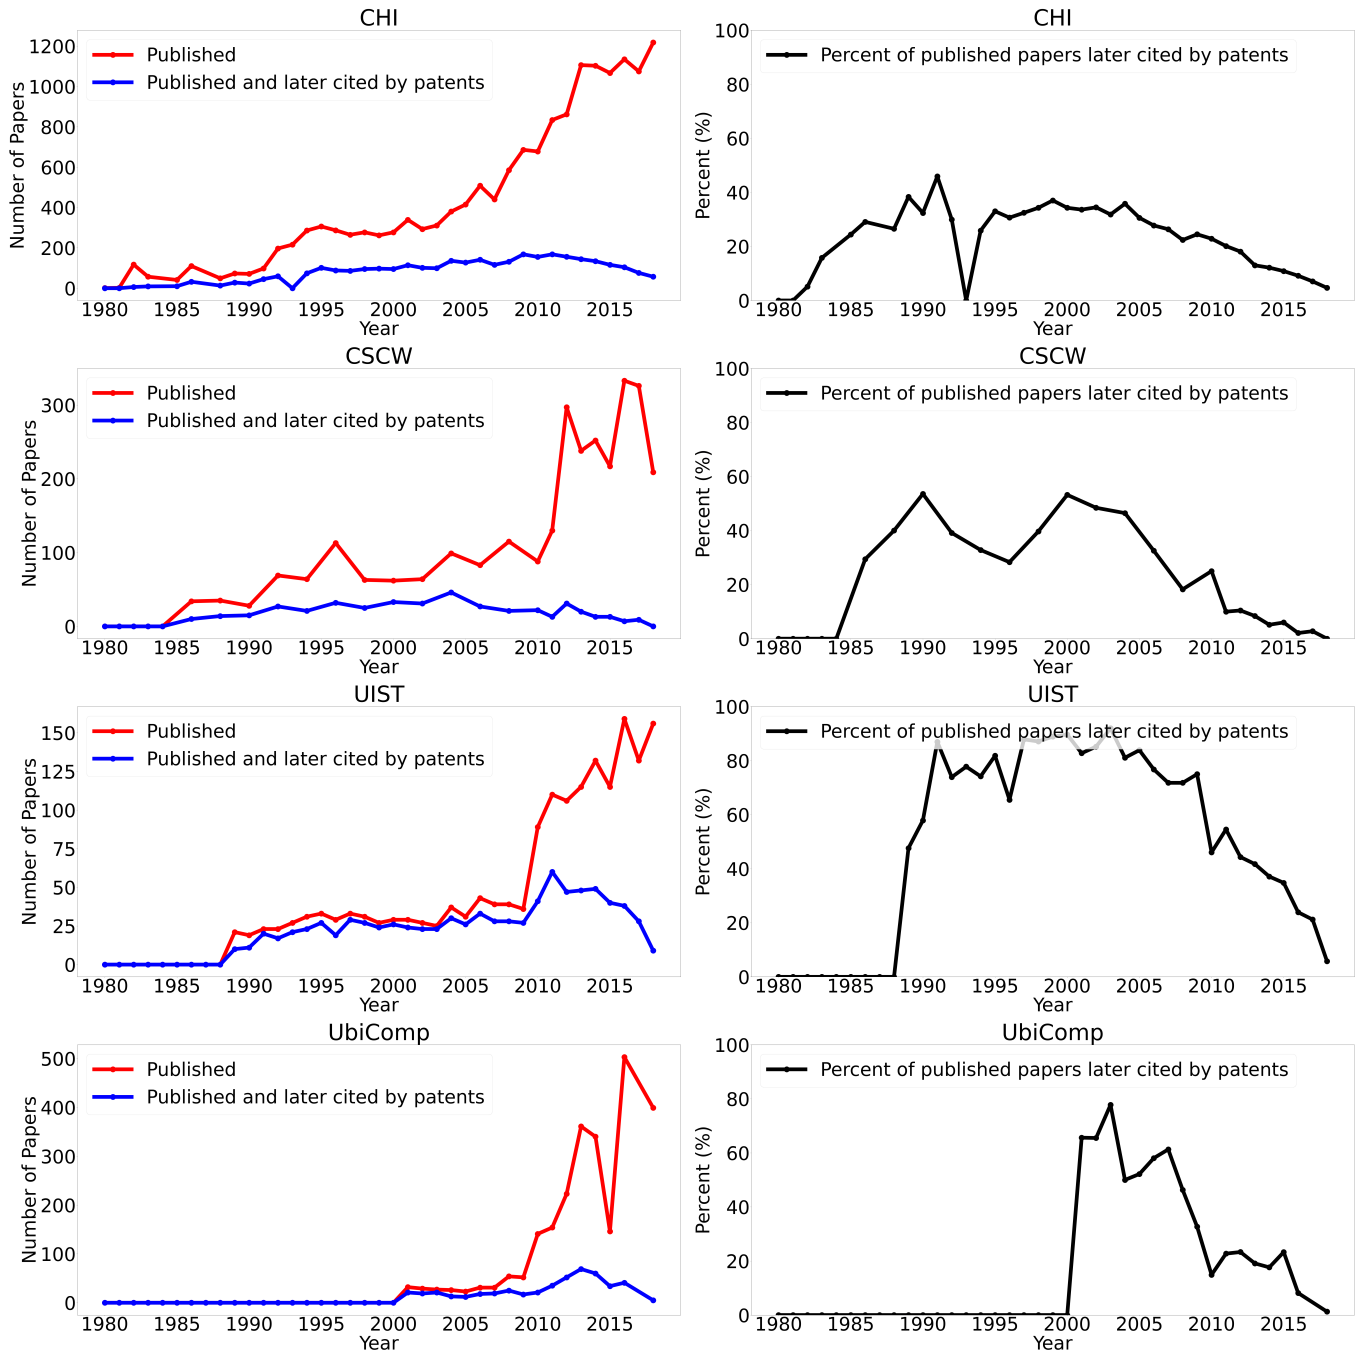 CHI
Number of Papers
1200
1000
800
600
400
200
0
Published
Published and later cited by patents
1980 1985 1990 1995 2000 2005 2010 2015
Year
CHI
Percent (%)
100
80
60
40
20
0
Percent of published papers later cited by patents
1980 1985 1990 1995 2000 2005 2010 2015
Year
CSCW
Number of Papers
300
200
100
0
Published
Published and later cited by patents
1980 1985 1990 1995 2000 2005 2010 2015
Year
CSCW
Percent (%)
100
80
60
40
20
0
Percent of published papers later cited by patents
1980 1985 1990 1995 2000 2005 2010 2015
Year
UIST
Number of Papers
150
125
100
75
50
25
0
Published
Published and later cited by patents
1980 1985 1990 1995 2000 2005 2010 2015
Year
UIST
Percent (%)
100
80
60
40
20
0
Percent of published papers later cited by patents
1980 1985 1990 1995 2000 2005 2010 2015
Year
UbiComp
Number of Papers
500
400
300
200
100
0
Published
Published and later cited by patents
1980 1985 1990 1995 2000 2005 2010 2015
Year
UbiComp
Percent (%)
100
80
60
40
20
0
Percent of published papers later cited by patents
1980 1985 1990 1995 2000 2005 2010 2015
Year